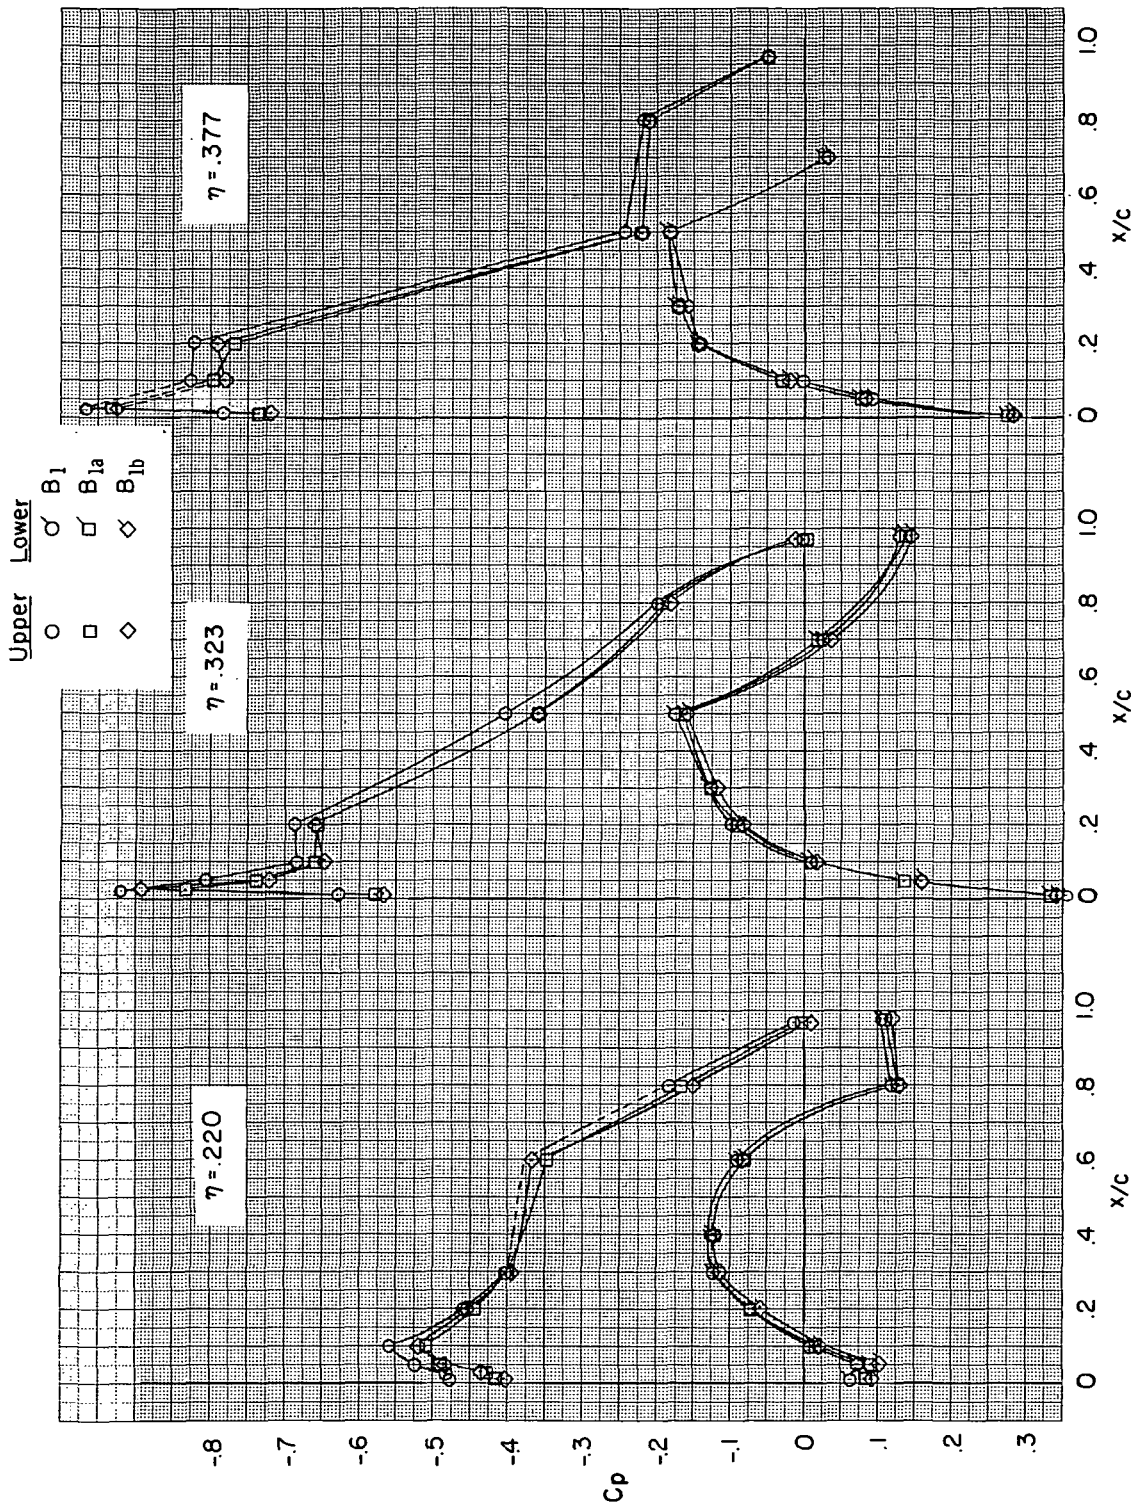 Upper Lower
B1
B1a
B1b
η = .220
η = .323
η = .377
Cp
-.8
-.7
-.6
-.5
-.4
-.3
-.2
-.1
0
.1
.2
.3
0 .2 .4 .6 .8 1.0
x/c
0 .2 .4 .6 .8 1.0
x/c
0 .2 .4 .6 .8 1.0
x/c